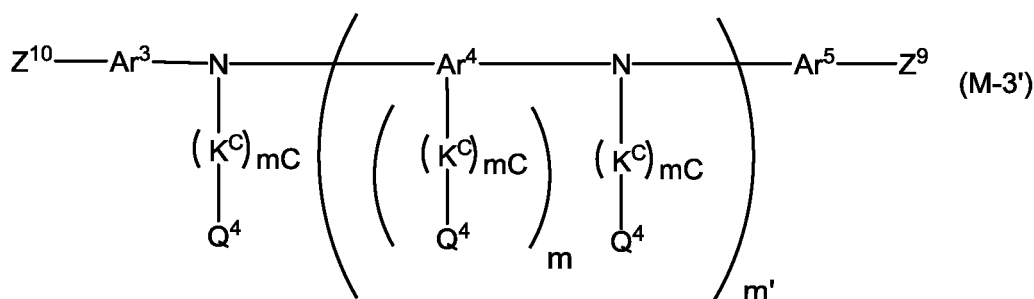 Z¹⁰ Ar³ N Ar⁴ N Ar⁵ Z⁹ (M-3')
(Kᶜ)mC (Kᶜ)mC (Kᶜ)mC
Q⁴ Q⁴ Q⁴
m
m'